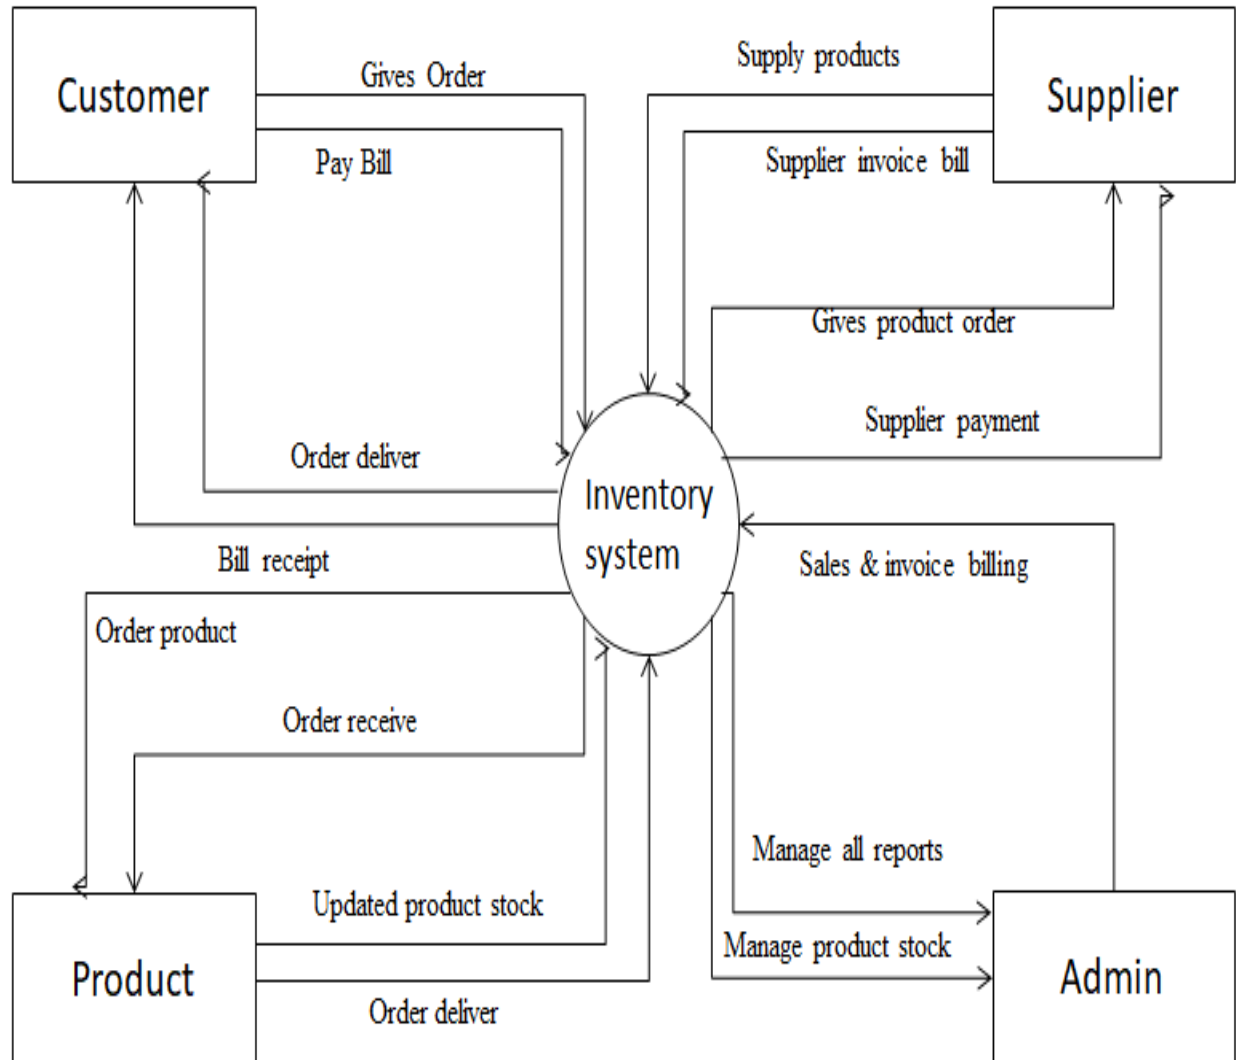 Customer
Gives Order
Pay Bill
Supply products
Supplier
Supplier invoice bill
Gives product order
Supplier payment
Order deliver
Inventory
system
Bill receipt
Sales & invoice billing
Order product
Order receive
Manage all reports
Updated product stock
Manage product stock
Product
Order deliver
Admin